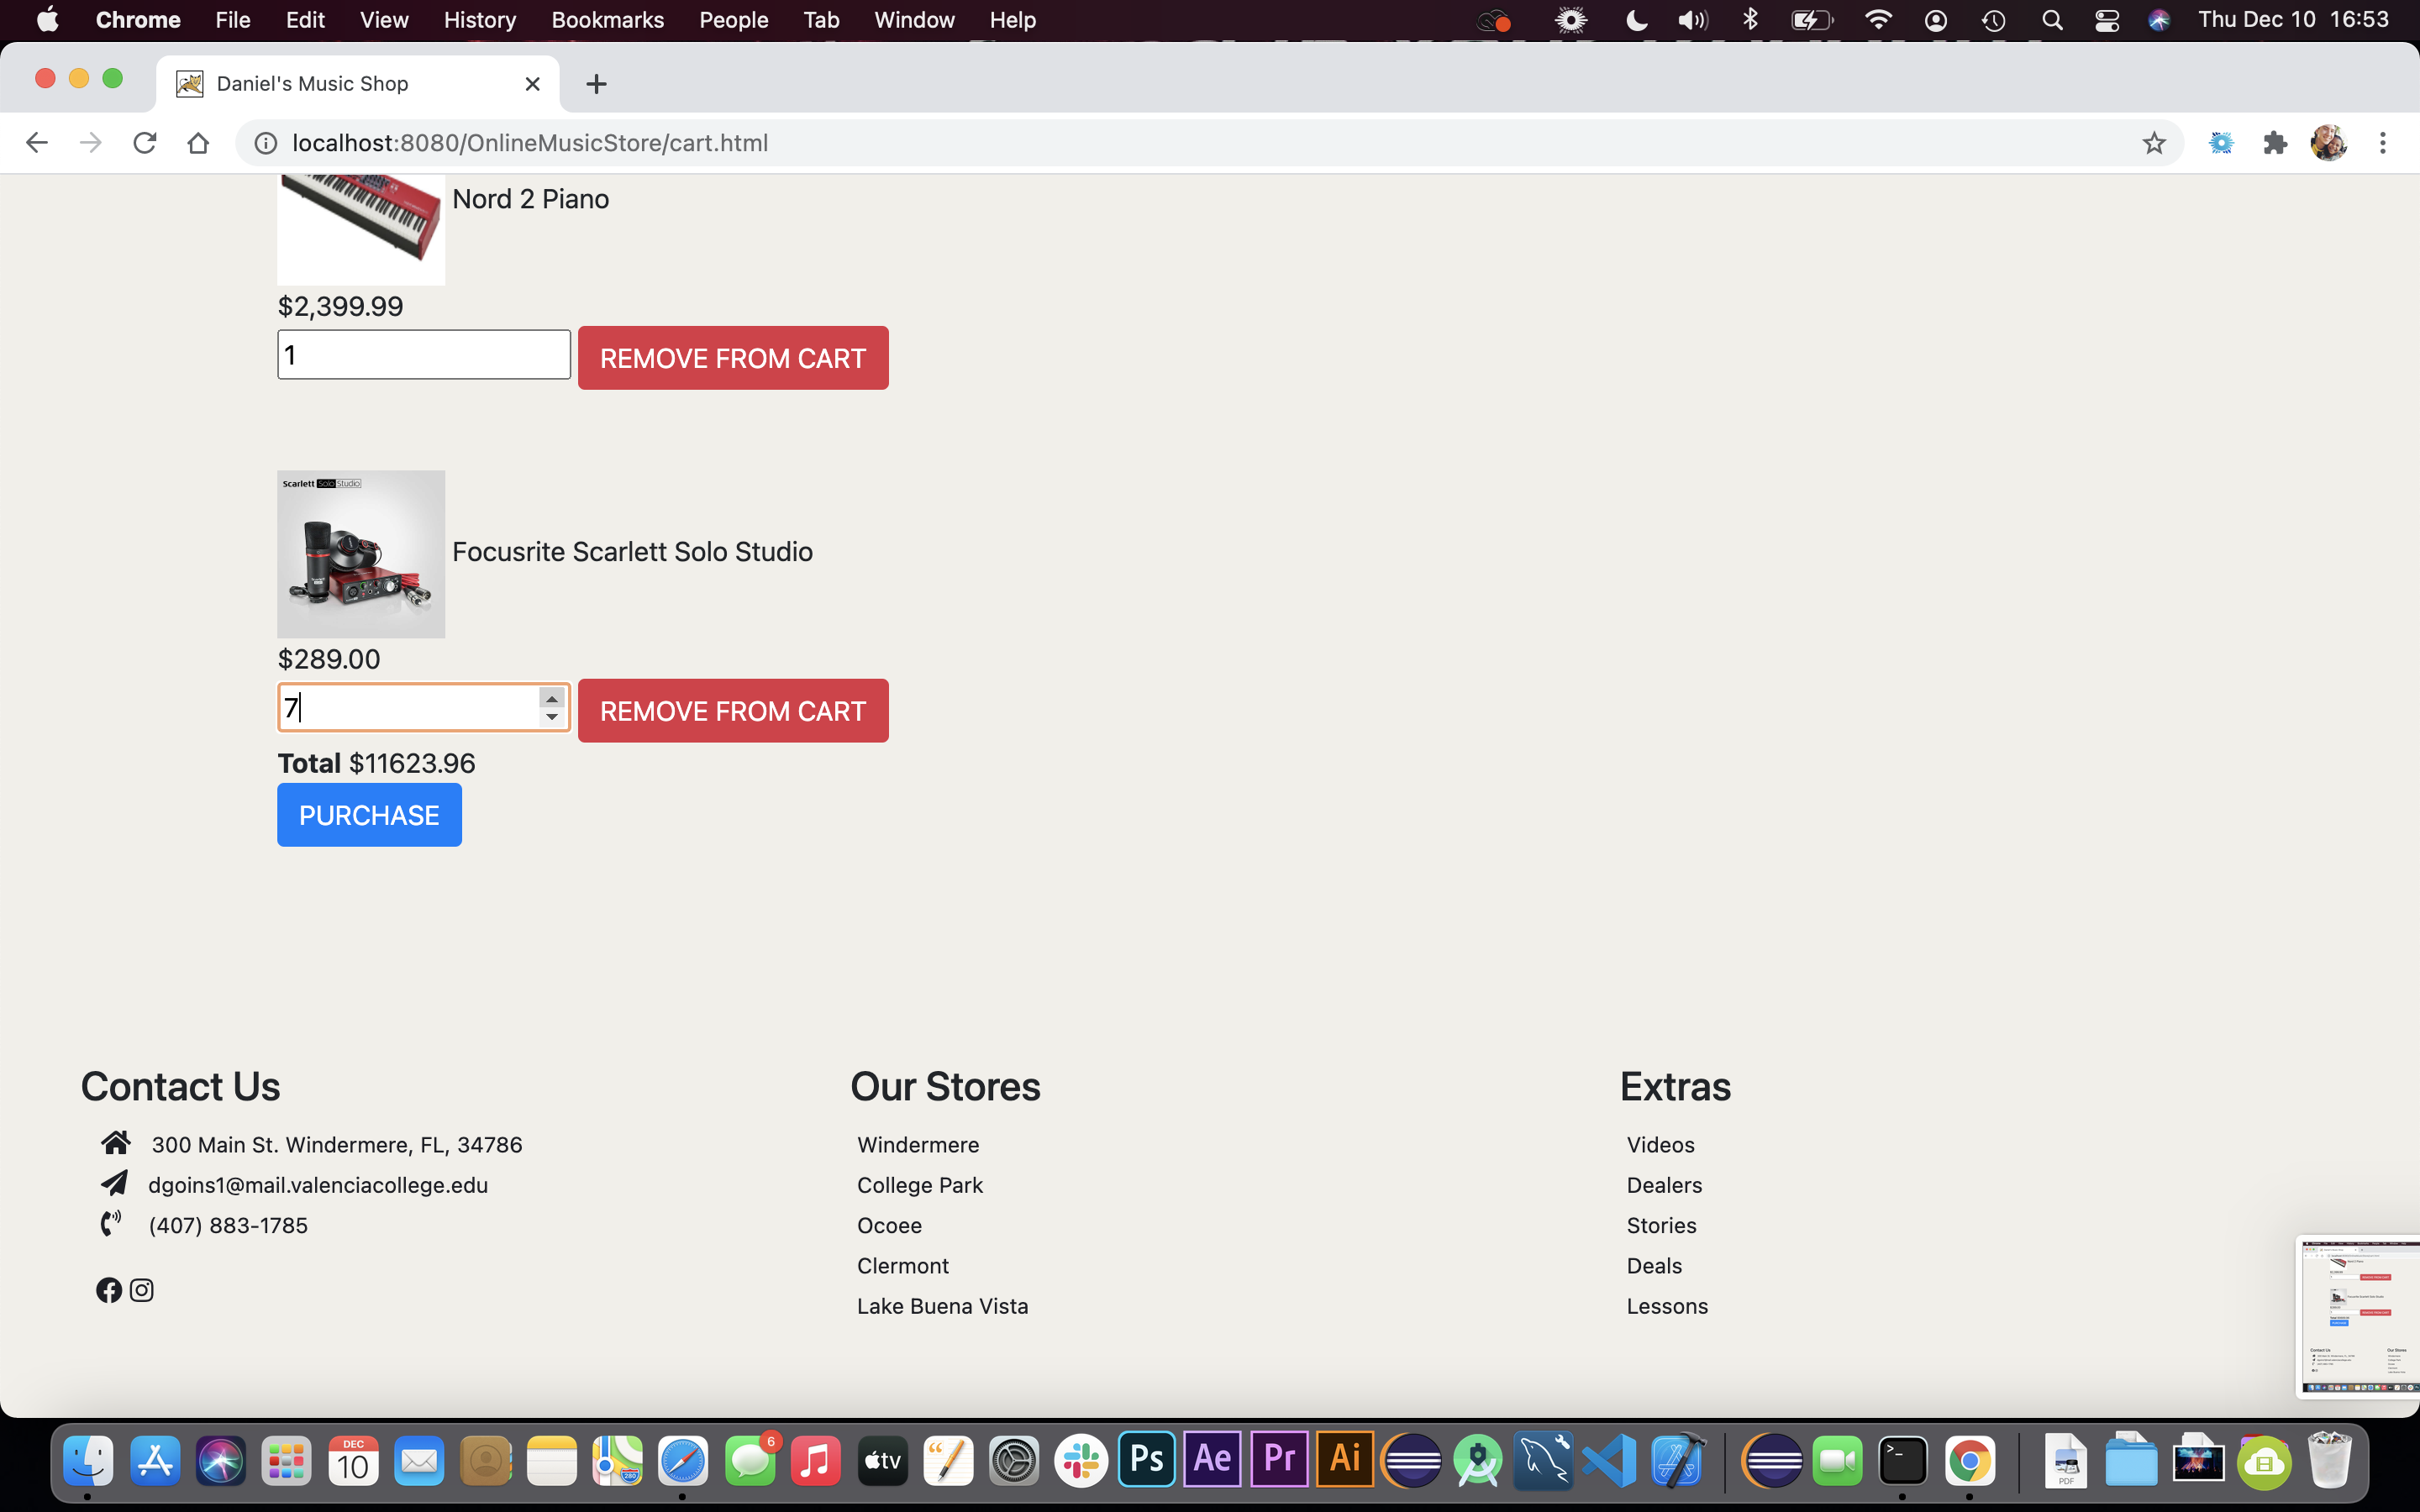 Chrome File Edit View History Bookmarks People Tab Window Help Thu Dec 10 16:53
Daniel's Music Shop
localhost:8080/OnlineMusicStore/cart.html
Nord 2 Piano
$2,399.99
1 REMOVE FROM CART
Scarlett Solo Studio
Focusrite Scarlett Solo Studio
$289.00
7 REMOVE FROM CART
Total $11623.96
PURCHASE
Contact Us
300 Main St. Windermere, FL, 34786
dgoins1@mail.valenciacollege.edu
(407) 883-1785
Our Stores
Windermere
College Park
Ocoee
Clermont
Lake Buena Vista
Extras
Videos
Dealers
Stories
Deals
Lessons
DEC
10
280
6
tv
Ps Ae Pr Ai
>_
PDF